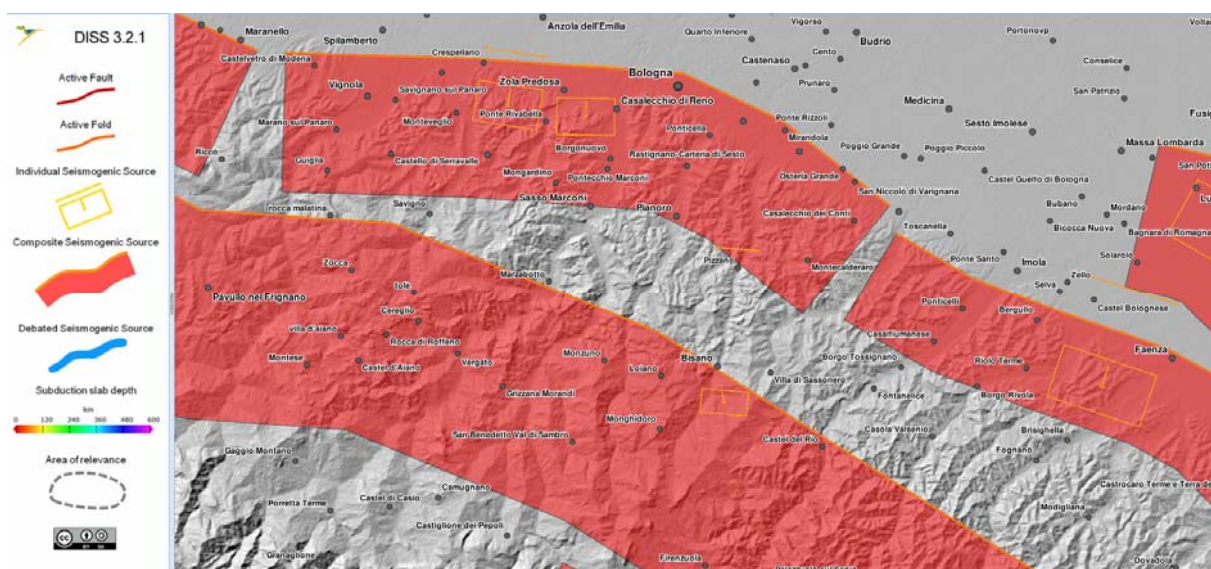 DISS 3.2.1
Active Fault
Active Fold
Individual Seismogenic Source
Composite Seismogenic Source
Debated Seismogenic Source
Subduction slab depth
km
0 120 240 360 480 600
Area of relevance
cc
BY SA
Maranello
Spilamberto
Anzola dell'Emilia
Vigorso
Quarto Inferiore
Budrio
Portonovo
Castelvetro di Modena
Crespellano
Cento
Castenaso
Conselice
Bologna
Vignola
Zola Predosa
Prunaro
Savignano sul Panaro
Casalecchio di Reno
Medicina
San Patrizio
Monteveglio
Ponte Rivabella
Ponte Rizzoli
Sesto Imolese
Marano sul Panaro
Ponticella
Mirandola
Massa Lombarda
Riccò
Castello di Serravalle
Borgonuovo
Rastignano-Carteria di Sesto
Poggio Grande
Poggio Piccolo
Guiglia
Mongardino
Pontecchio Marconi
Osteria Grande
Castel Guelfo di Bologna
San Niccolò di Varignana
Bubano
Mordano
rocca malatina
Savigno
Sasso Marconi
Pianoro
Casalecchio dei Conti
Bicocca Nuova
Bagnara di Romagna
Toscanella
Zocca
Marzabotto
Pizzano
Montecalderaro
Ponte Santo
Imola
Solarolo
Zello
Selva
Castel Bolognese
Pavullo nel Frignano
Cereglio
Ponticelli
Bergullo
villa d'aiano
Rocca di Roffeno
Casalfiumanese
Montese
Castel d'Aiano
Vergato
Monzuno
Bisano
Borgo Tossignano
Riolo Terme
Faenza
Loiano
Villa di Sassonero
Grizzana Morandi
Fontanelice
Borgo Rivola
Monghidoro
San Benedetto Val di Sambro
Castel del Rio
Casola Valsenio
Brisighella
Gaggio Montano
Fognano
Camugnano
Castrocaro Terme e Terra de
Porretta Terme
Castel di Casio
Modigliana
Castiglione dei Pepoli
Granaglione
Firenzuola
Dovadola